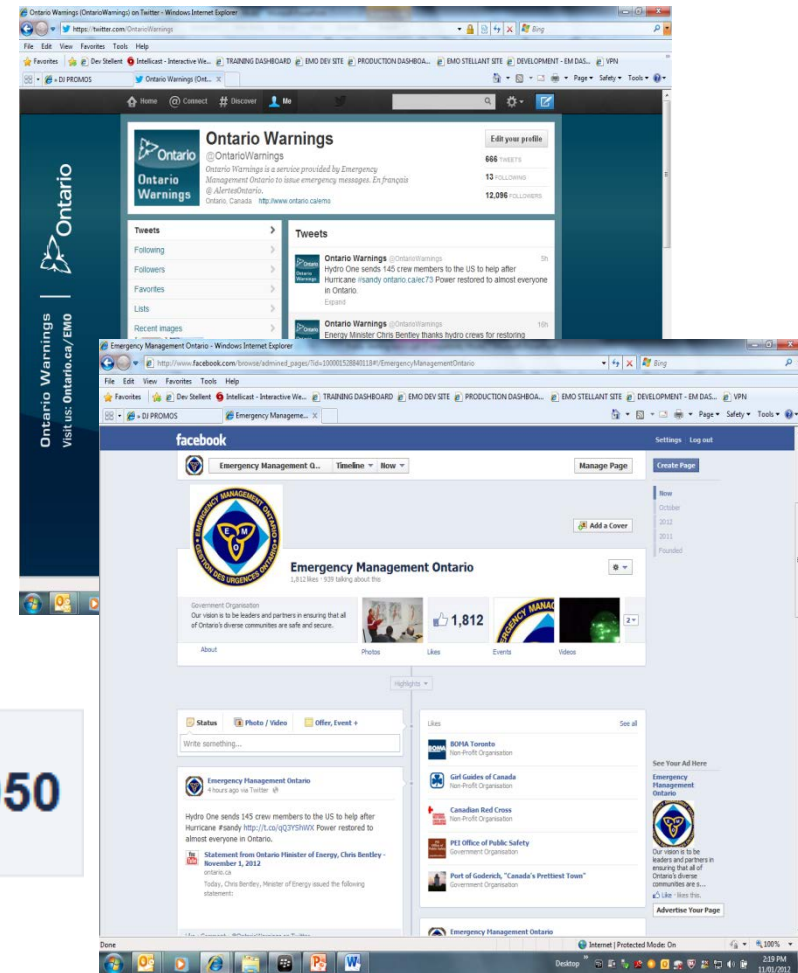 Ontario Warnings (OntarioWarnings) on Twitter - Windows Internet Explorer
https://twitter.com/OntarioWarnings
Bing
File Edit View Favorites Tools Help
Favorites Dev Stellent Intellicast - Interactive We... TRAINING DASHBOARD EMO DEV SITE PRODUCTION DASHBOA... EMO STELLANT SITE DEVELOPMENT - EM DAS... VPN
» DJ PROMOS Ontario Warnings (Ont... X Page Safety Tools
Home Connect Discover Me
Ontario
Ontario Warnings
Ontario Warnings
@OntarioWarnings
Ontario Warnings is a service provided by Emergency
Management Ontario to issue emergency messages. En français
@ AlertesOntario.
Ontario, Canada http://www.ontario.ca/emo
Edit your profile
666 TWEETS
13 FOLLOWING
12,096 FOLLOWERS
Tweets
Following
Followers
Favorites
Lists
Recent images
Tweets
Ontario Warnings @OntarioWarnings 5h
Hydro One sends 145 crew members to the US to help after
Hurricane #sandy ontario.ca/ec73 Power restored to almost everyone
in Ontario.
Expand
Ontario Warnings @OntarioWarnings
Energy Minister Chris Bentley thanks hydro crews for restoring
Ontario
Ontario Warnings
Visit us: Ontario.ca/EMO
Emergency Management Ontario - Windows Internet Explorer
http://www.facebook.com/browse/admined_pages/?id=100001528840118#!/EmergencyManagementOntario
Bing
File Edit View Favorites Tools Help
Favorites Dev Stellent Intellicast - Interactive We... TRAINING DASHBOARD EMO DEV SITE PRODUCTION DASHBOA... EMO STELLANT SITE DEVELOPMENT - EM DAS... VPN
» DJ PROMOS Emergency Manageme... X Page Safety Tools
facebook
Settings Log out
Emergency Management O... Timeline Now
Manage Page
Create Page
Now
October
2012
2011
Founded
EMERGENCY MANAGEMENT ONTARIO
GESTION DES URGENCES ONTARIO
E M O
Add a Cover
Emergency Management Ontario
1,812 likes · 939 talking about this
Government Organisation
Our vision is to be leaders and partners in ensuring that all
of Ontario's diverse communities are safe and secure.
About
Photos
1,812
Likes
Events
Videos
2
Highlights
Status Photo / Video Offer, Event +
Write something...
Emergency Management Ontario
4 hours ago via Twitter
Hydro One sends 145 crew members to the US to help after
Hurricane #sandy http://t.co/qQ3Y5hWX Power restored to
almost everyone in Ontario.
Statement from Ontario Minister of Energy, Chris Bentley -
November 1, 2012
ontario.ca
Today, Chris Bentley, Minister of Energy issued the following
statement:
Likes See all
BOMA Toronto
Non-Profit Organisation
Girl Guides of Canada
Non-Profit Organisation
Canadian Red Cross
Non-Profit Organisation
PEI Office of Public Safety
Government Organisation
Port of Goderich, "Canada's Prettiest Town"
Government Organisation
Emergency Management Ontario
See Your Ad Here
Emergency
Management
Ontario
Our vision is to be
leaders and partners in
ensuring that all of
Ontario's diverse
communities are s...
Like · likes this.
Advertise Your Page
Done Internet | Protected Mode: On 100%
Desktop 2:19 PM
11/01/2012